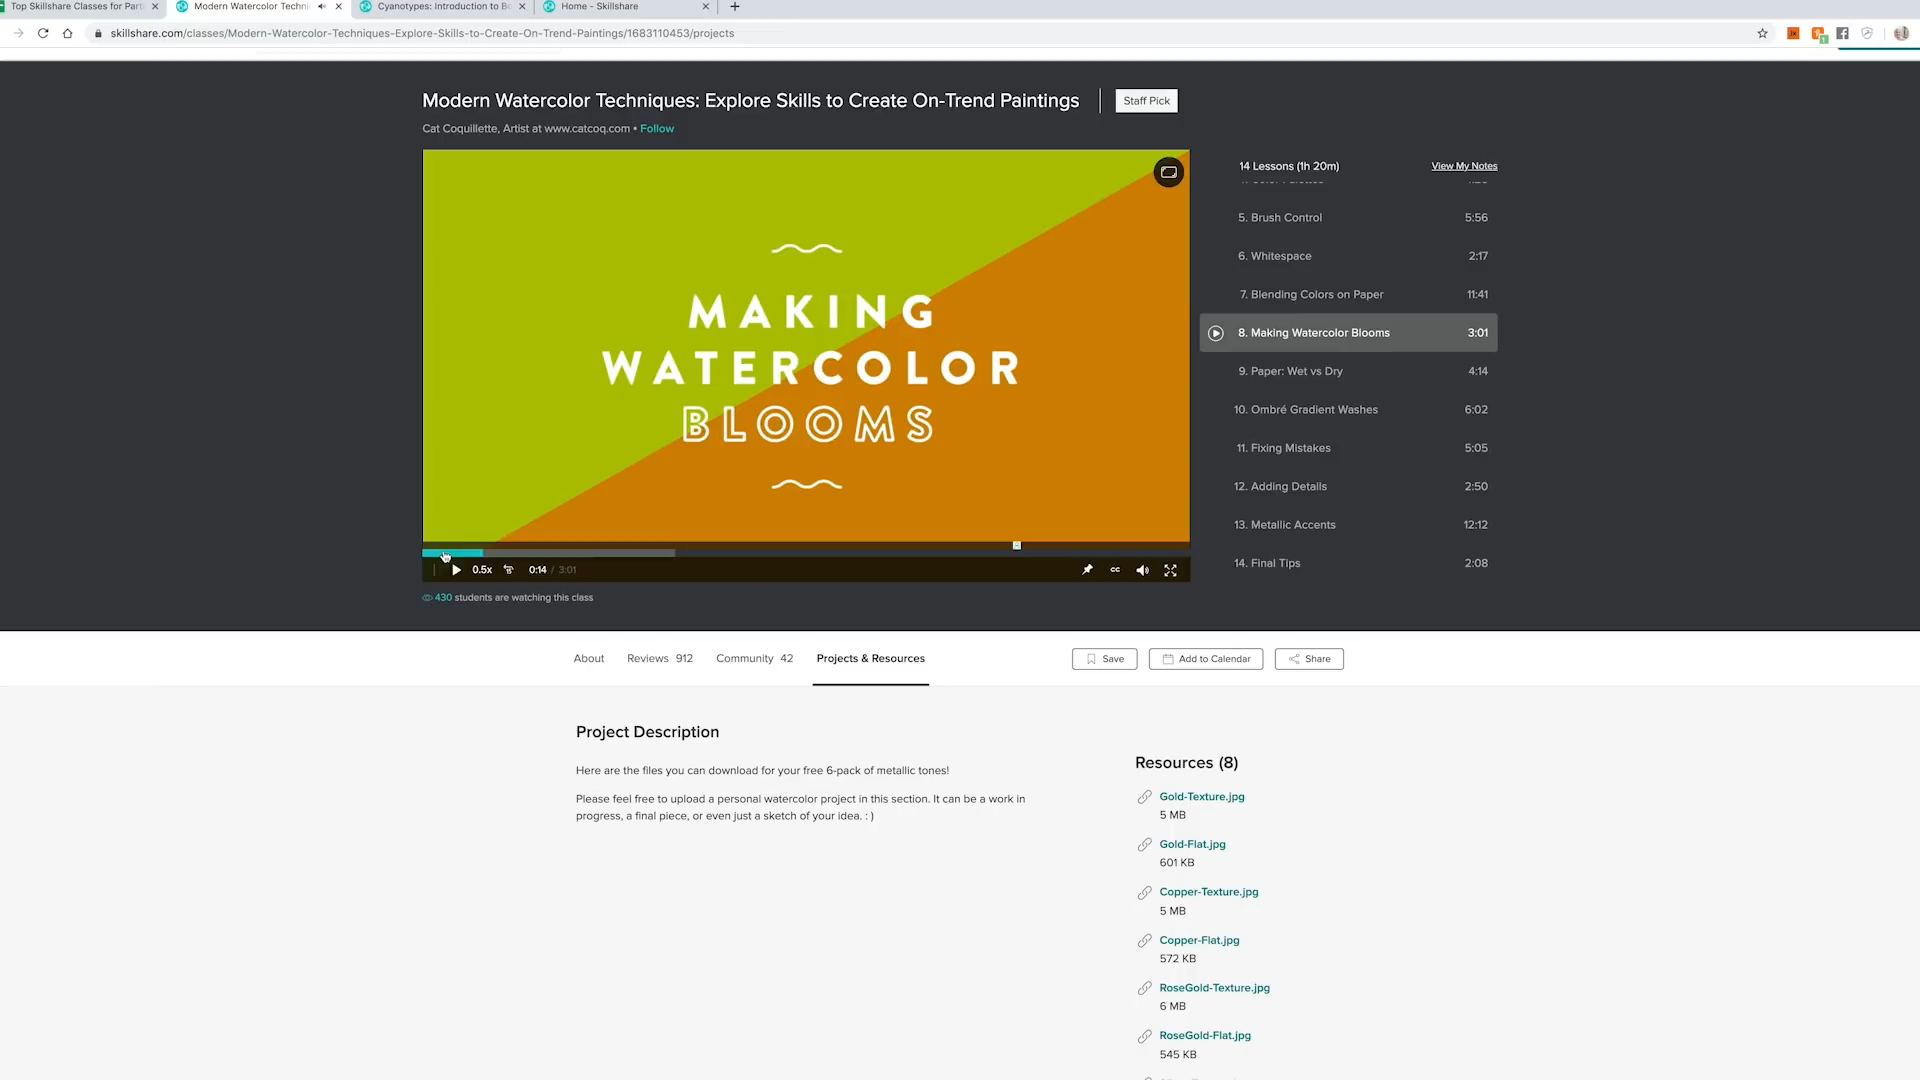 Top Skillshare Classes for Part
Modern Watercolor Techni
Cyanotypes: Introduction to B
Home - Skillshare
skillshare.com/classes/Modern-Watercolor-Techniques-Explore-Skills-to-Create-On-Trend-Paintings/1683110453/projects
Modern Watercolor Techniques: Explore Skills to Create On-Trend Paintings
Staff Pick
Cat Coquillette, Artist at www.catcoq.com • Follow
14 Lessons (1h 20m)
View My Notes
5. Brush Control 5:56
6. Whitespace 2:17
7. Blending Colors on Paper 11:41
8. Making Watercolor Blooms 3:01
9. Paper: Wet vs Dry 4:14
10. Ombré Gradient Washes 6:02
11. Fixing Mistakes 5:05
12. Adding Details 2:50
13. Metallic Accents 12:12
14. Final Tips 2:08
MAKING
WATERCOLOR
BLOOMS
0.5x 15 0:14 / 3:01 CC
430 students are watching this class
About
Reviews 912
Community 42
Projects & Resources
Save
Add to Calendar
Share
Project Description
Here are the files you can download for your free 6-pack of metallic tones!
Please feel free to upload a personal watercolor project in this section. It can be a work in
progress, a final piece, or even just a sketch of your idea. : )
Resources (8)
Gold-Texture.jpg
5 MB
Gold-Flat.jpg
601 KB
Copper-Texture.jpg
5 MB
Copper-Flat.jpg
572 KB
RoseGold-Texture.jpg
6 MB
RoseGold-Flat.jpg
545 KB